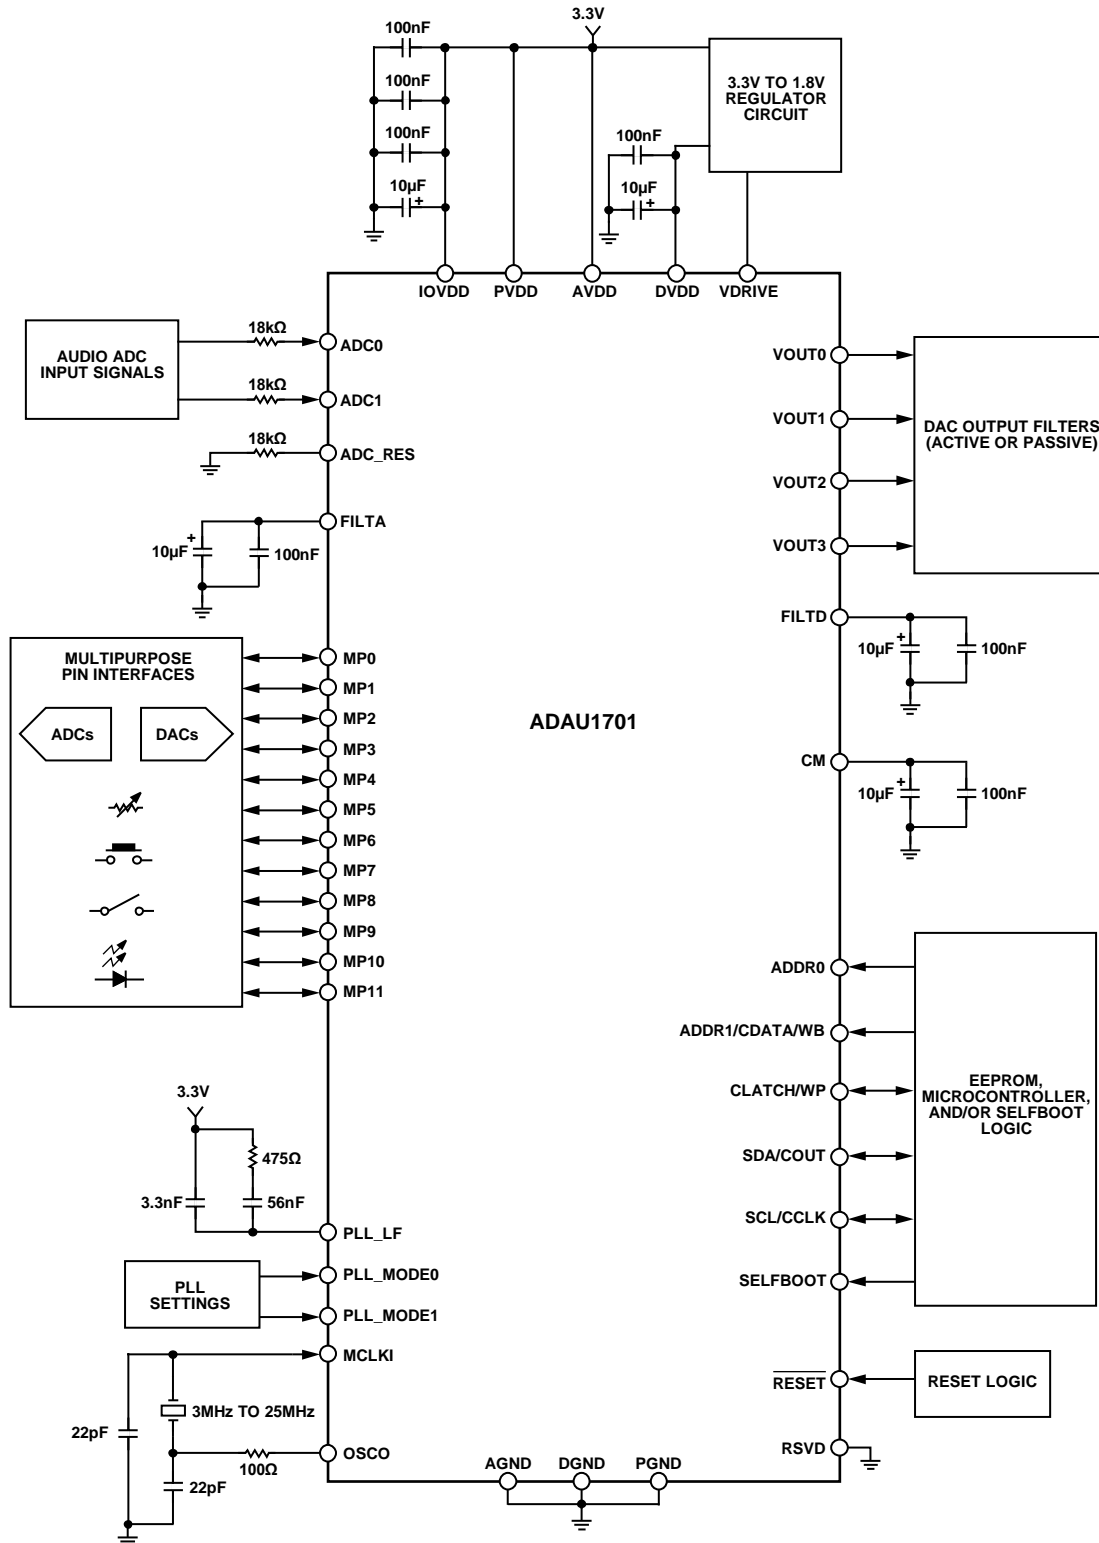 3.3V
100nF
100nF
100nF
10µF
+
3.3V TO 1.8V
REGULATOR
CIRCUIT
100nF
10µF
+
IOVDD
PVDD
AVDD
DVDD
VDRIVE
AUDIO ADC
INPUT SIGNALS
18kΩ
ADC0
18kΩ
ADC1
18kΩ
ADC_RES
FILTA
+
10µF
100nF
MULTIPURPOSE
PIN INTERFACES
ADCs
DACs
MP0
MP1
MP2
MP3
MP4
MP5
MP6
MP7
MP8
MP9
MP10
MP11
ADAU1701
3.3V
475Ω
3.3nF
56nF
PLL_LF
PLL
SETTINGS
PLL_MODE0
PLL_MODE1
MCLKI
3MHz TO 25MHz
22pF
OSCO
100Ω
22pF
AGND
DGND
PGND
VOUT0
VOUT1
VOUT2
VOUT3
DAC OUTPUT FILTERS
(ACTIVE OR PASSIVE)
FILTD
+
10µF
100nF
CM
+
10µF
100nF
ADDR0
ADDR1/CDATA/WB
CLATCH/WP
SDA/COUT
SCL/CCLK
SELFBOOT
EEPROM,
MICROCONTROLLER,
AND/OR SELFBOOT
LOGIC
RESET
RESET LOGIC
RSVD